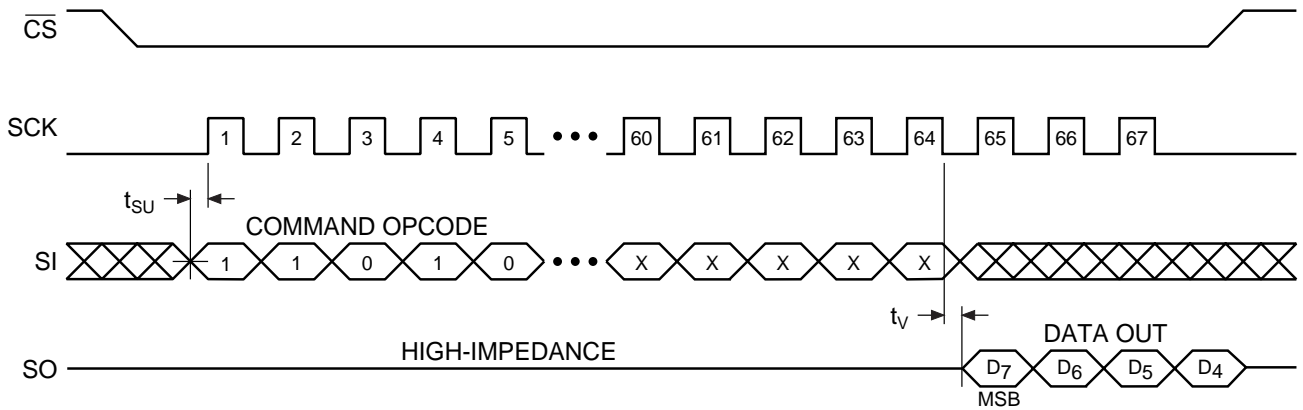 CS
SCK
1 2 3 4 5 ••• 60 61 62 63 64 65 66 67
tSU
COMMAND OPCODE
SI
1 1 0 1 0 ••• X X X X X
tV
DATA OUT
HIGH-IMPEDANCE
SO
D7 D6 D5 D4
MSB